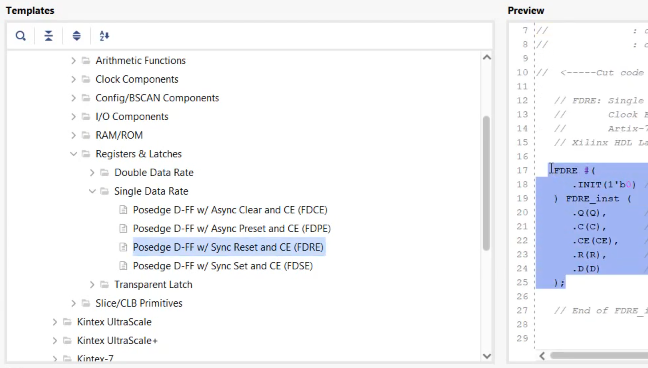 Templates
Arithmetic Functions
Clock Components
Config/BSCAN Components
I/O Components
RAM/ROM
Registers & Latches
Double Data Rate
Single Data Rate
Posedge D-FF w/ Async Clear and CE (FDCE)
Posedge D-FF w/ Async Preset and CE (FDPE)
Posedge D-FF w/ Sync Reset and CE (FDRE)
Posedge D-FF w/ Sync Set and CE (FDSE)
Transparent Latch
Slice/CLB Primitives
Kintex UltraScale
Kintex UltraScale+
Kintex-7
Preview
7 // : c
8 // : c
9
10 // <-----Cut code
11
12 // FDRE: Single
13 // Clock E
14 // Artix-7
15 // Xilinx HDL La
16
17 FDRE #(
18 .INIT(1'b0) /
19 ) FDRE_inst (
20 .Q(Q), /
21 .C(C), /
22 .CE(CE), /
23 .R(R), /
24 .D(D) /
25 );
26
27 // End of FDRE_i
28
29